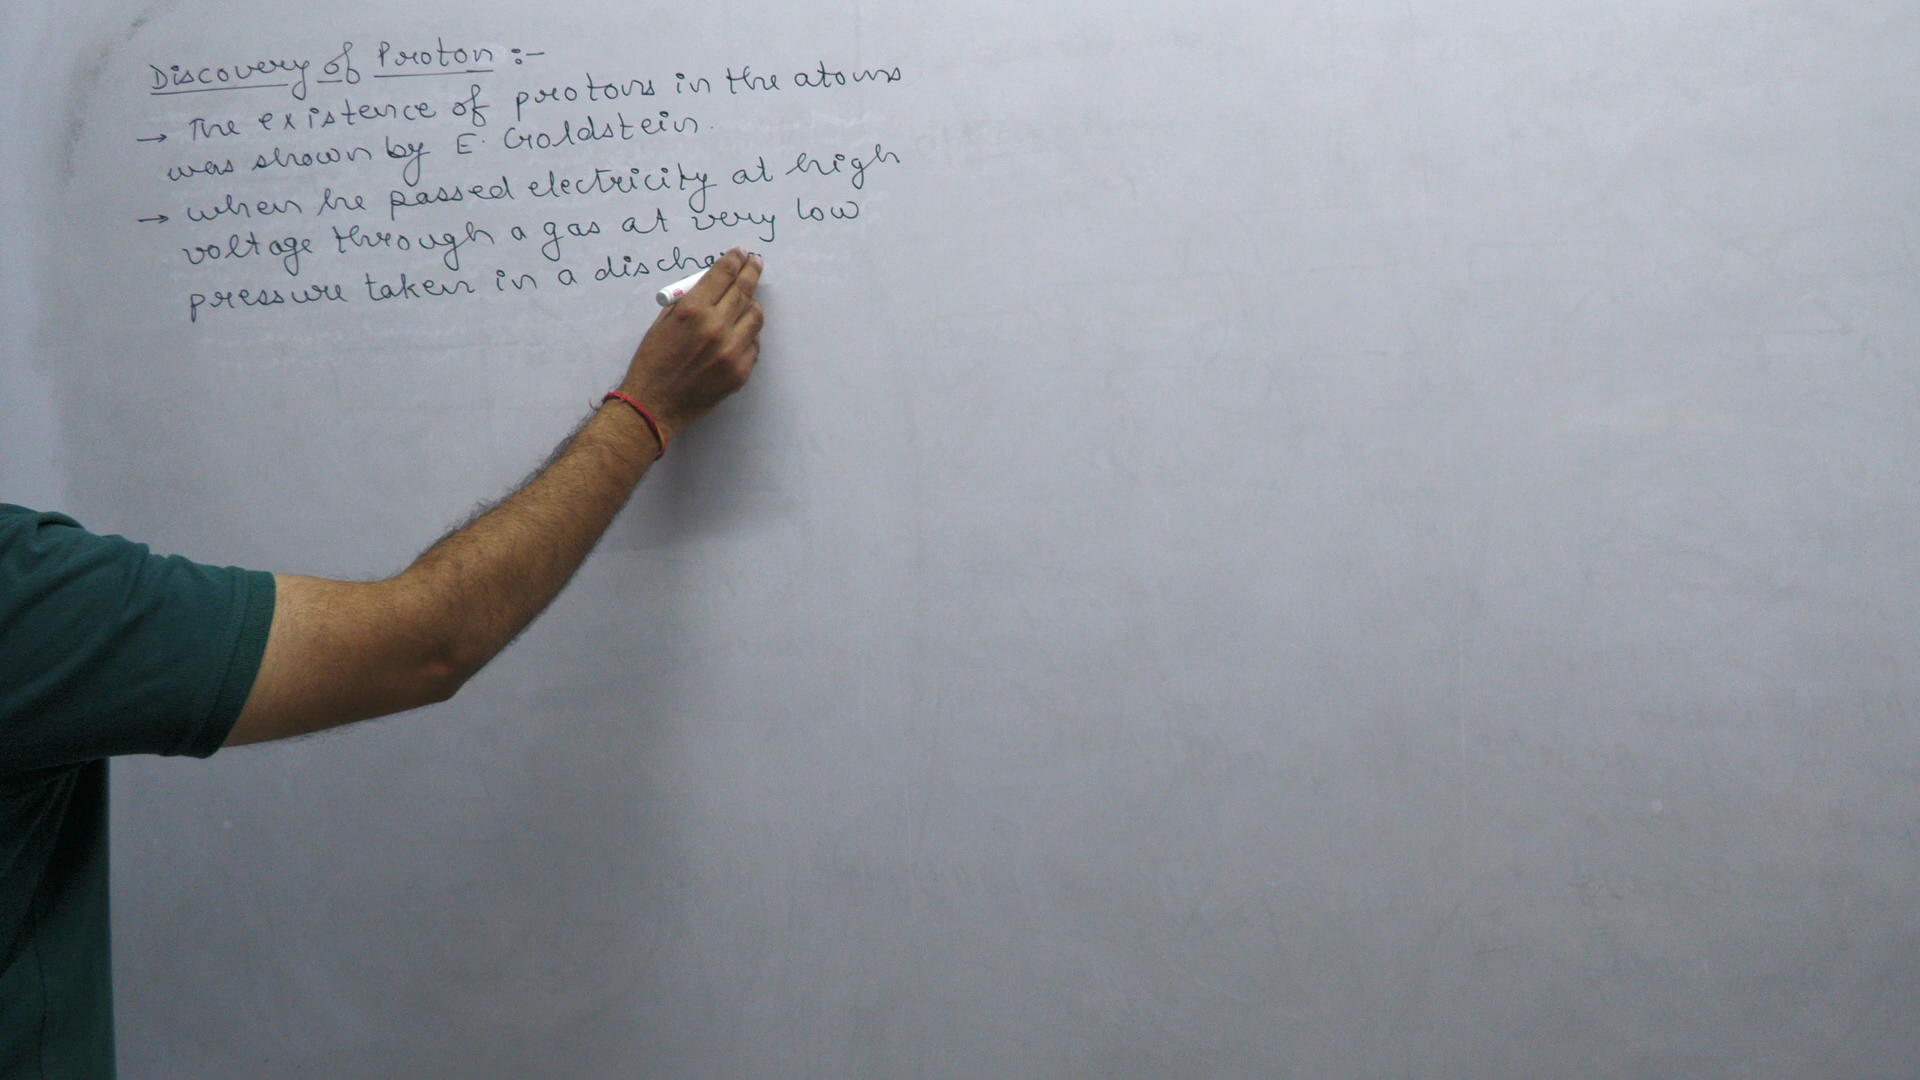 Discovery of Proton :-
→ The existence of protons in the atoms
was shown by E. Goldstein.
→ when he passed electricity at high
voltage through a gas at very low
pressure taken in a